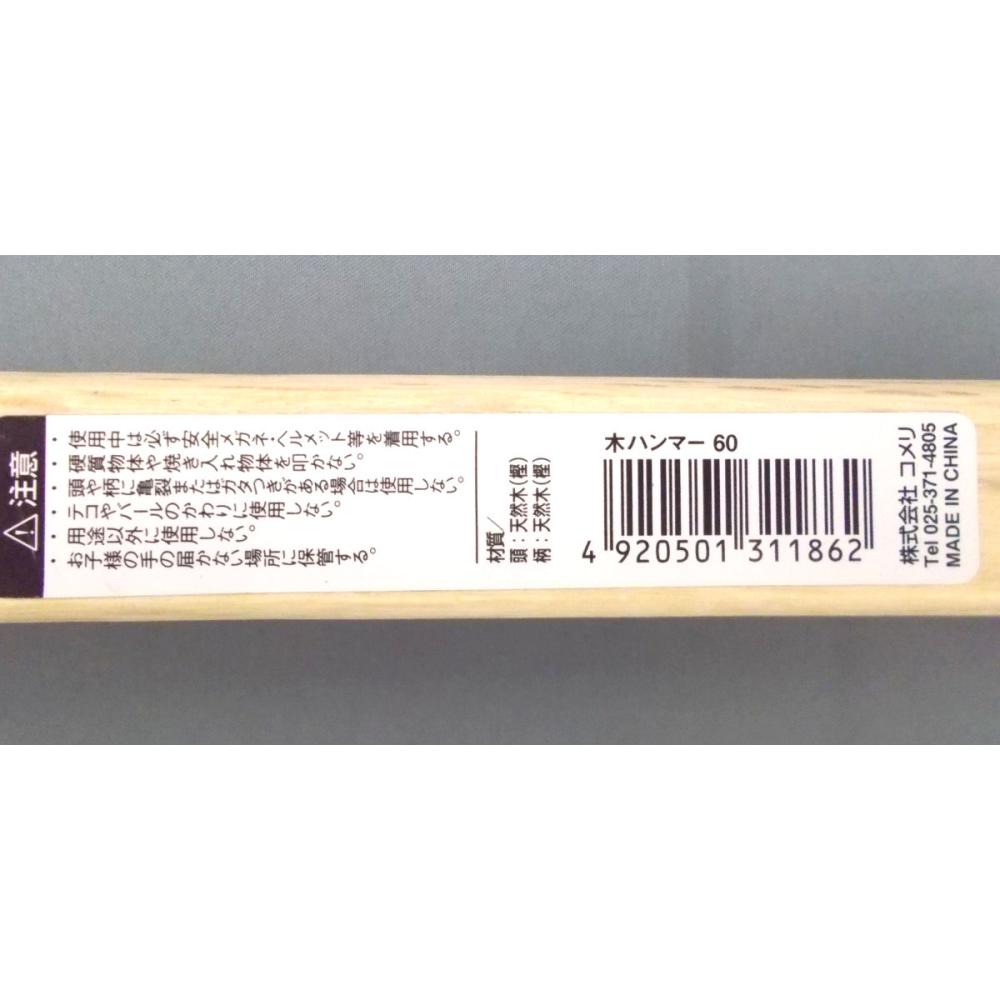 注意
・使用中は必ず安全メガネ・ヘルメット等を着用する。
・硬質物体や焼き入れ物体を叩かない。
・頭や柄に亀裂またはガタつきがある場合は使用しない。
・テコやバールのかわりに使用しない。
・用途以外に使用しない。
・お子様の手の届かない場所に保管する。
材質／
頭：天然木（樫）
柄：天然木（樫）
木ハンマー 60
4 920501 311862
株式会社 コメリ
Tel 025-371-4805
MADE IN CHINA